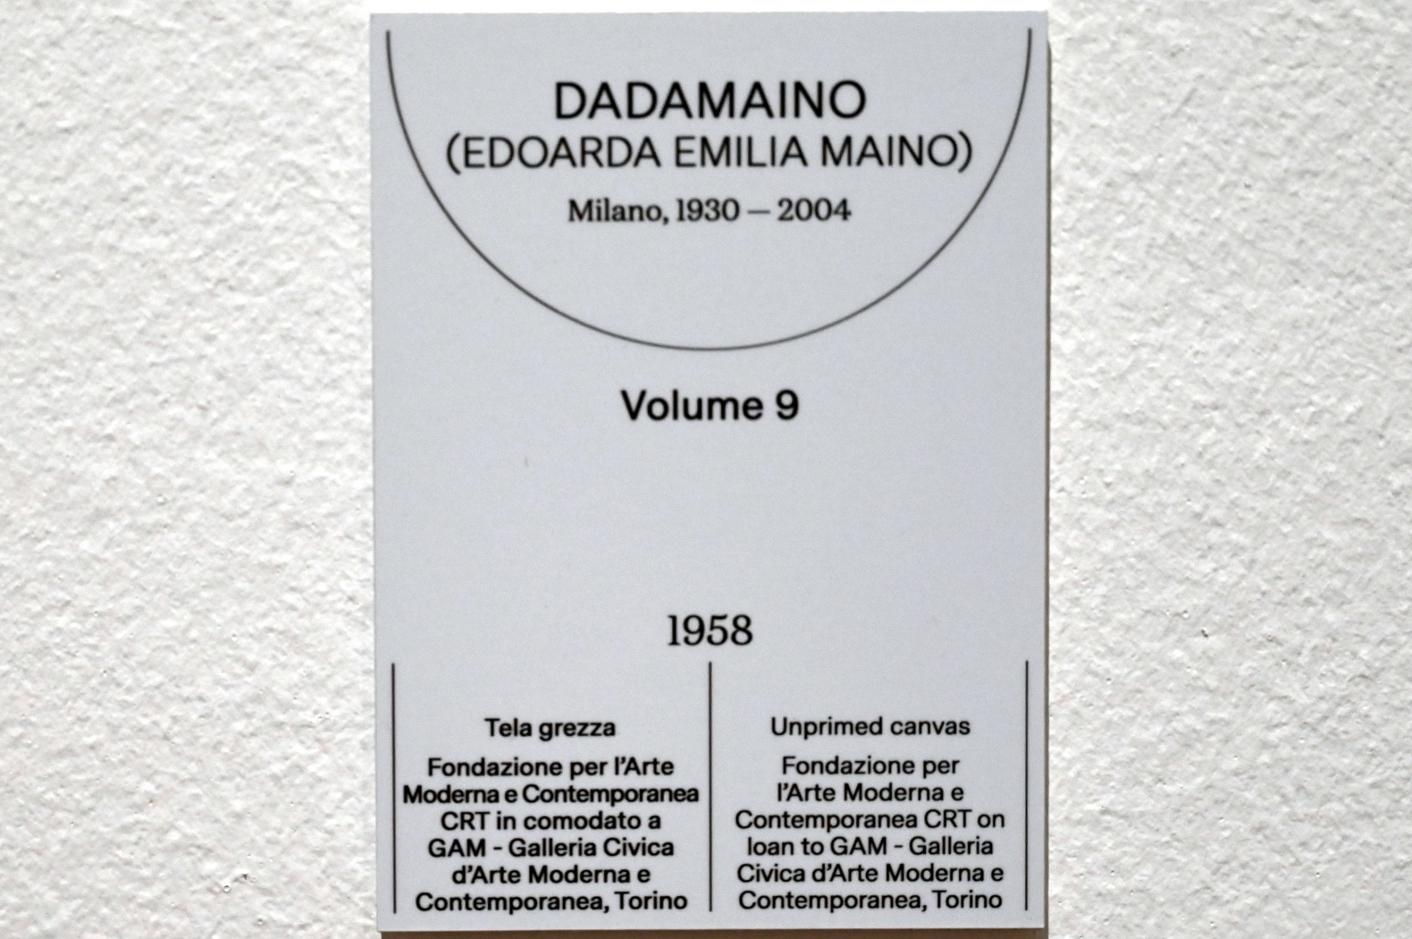 DADAMAINO
(EDOARDA EMILIA MAINO)
Milano, 1930 — 2004
Volume 9
1958
Tela grezza
Fondazione per l'Arte
Moderna e Contemporanea
CRT in comodato a
GAM - Galleria Civica
d'Arte Moderna e
Contemporanea, Torino
Unprimed canvas
Fondazione per
l'Arte Moderna e
Contemporanea CRT on
loan to GAM - Galleria
Civica d'Arte Moderna e
Contemporanea, Torino